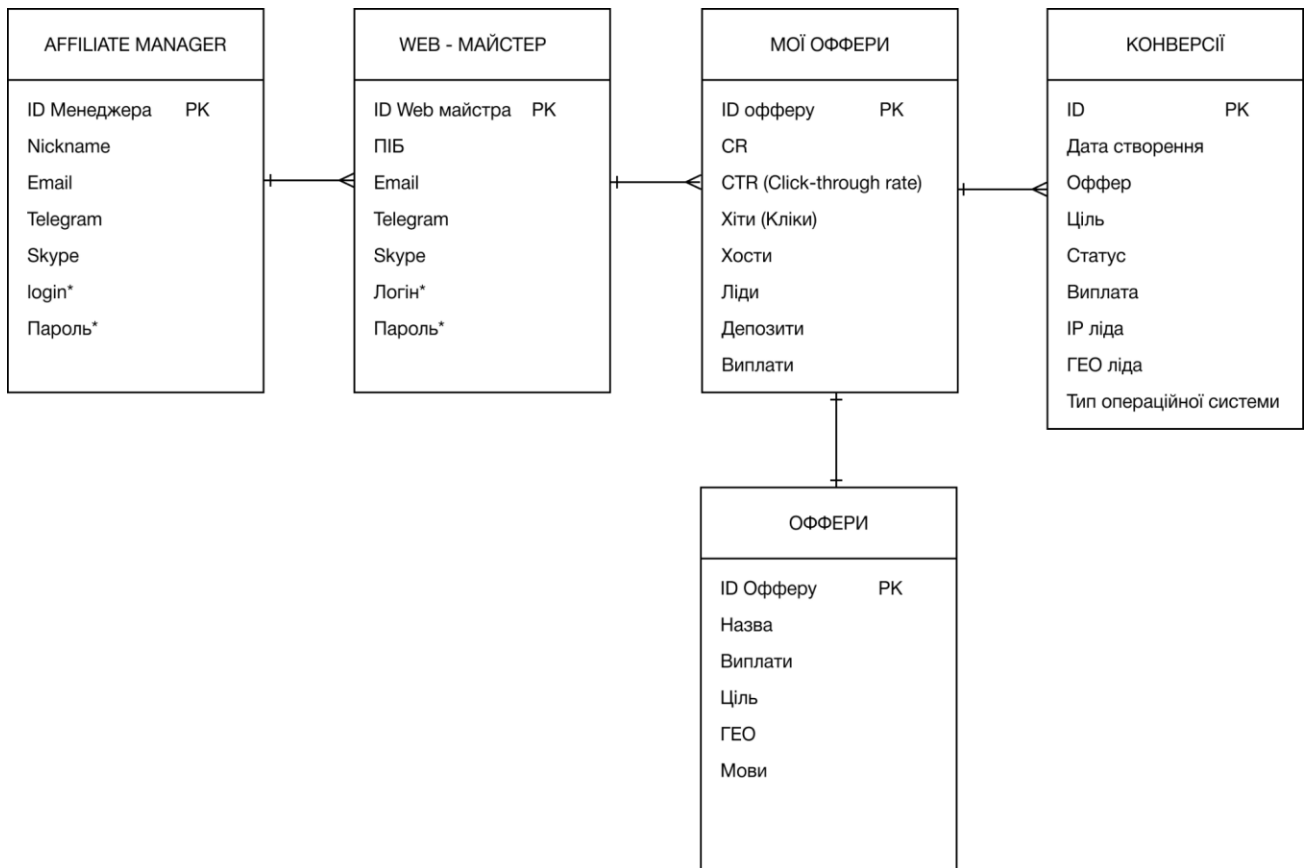 AFFILIATE MANAGER
ID Менеджера PK
Nickname
Email
Telegram
Skype
login*
Пароль*
WEB - МАЙСТЕР
ID Web майстра PK
ПІБ
Email
Telegram
Skype
Логін*
Пароль*
МОЇ ОФФЕРИ
ID офферу PK
CR
CTR (Click-through rate)
Хіти (Кліки)
Хости
Ліди
Депозити
Виплати
КОНВЕРСІЇ
ID PK
Дата створення
Оффер
Ціль
Статус
Виплата
IP ліда
ГЕО ліда
Тип операційної системи
ОФФЕРИ
ID Офферу PK
Назва
Виплати
Ціль
ГЕО
Мови